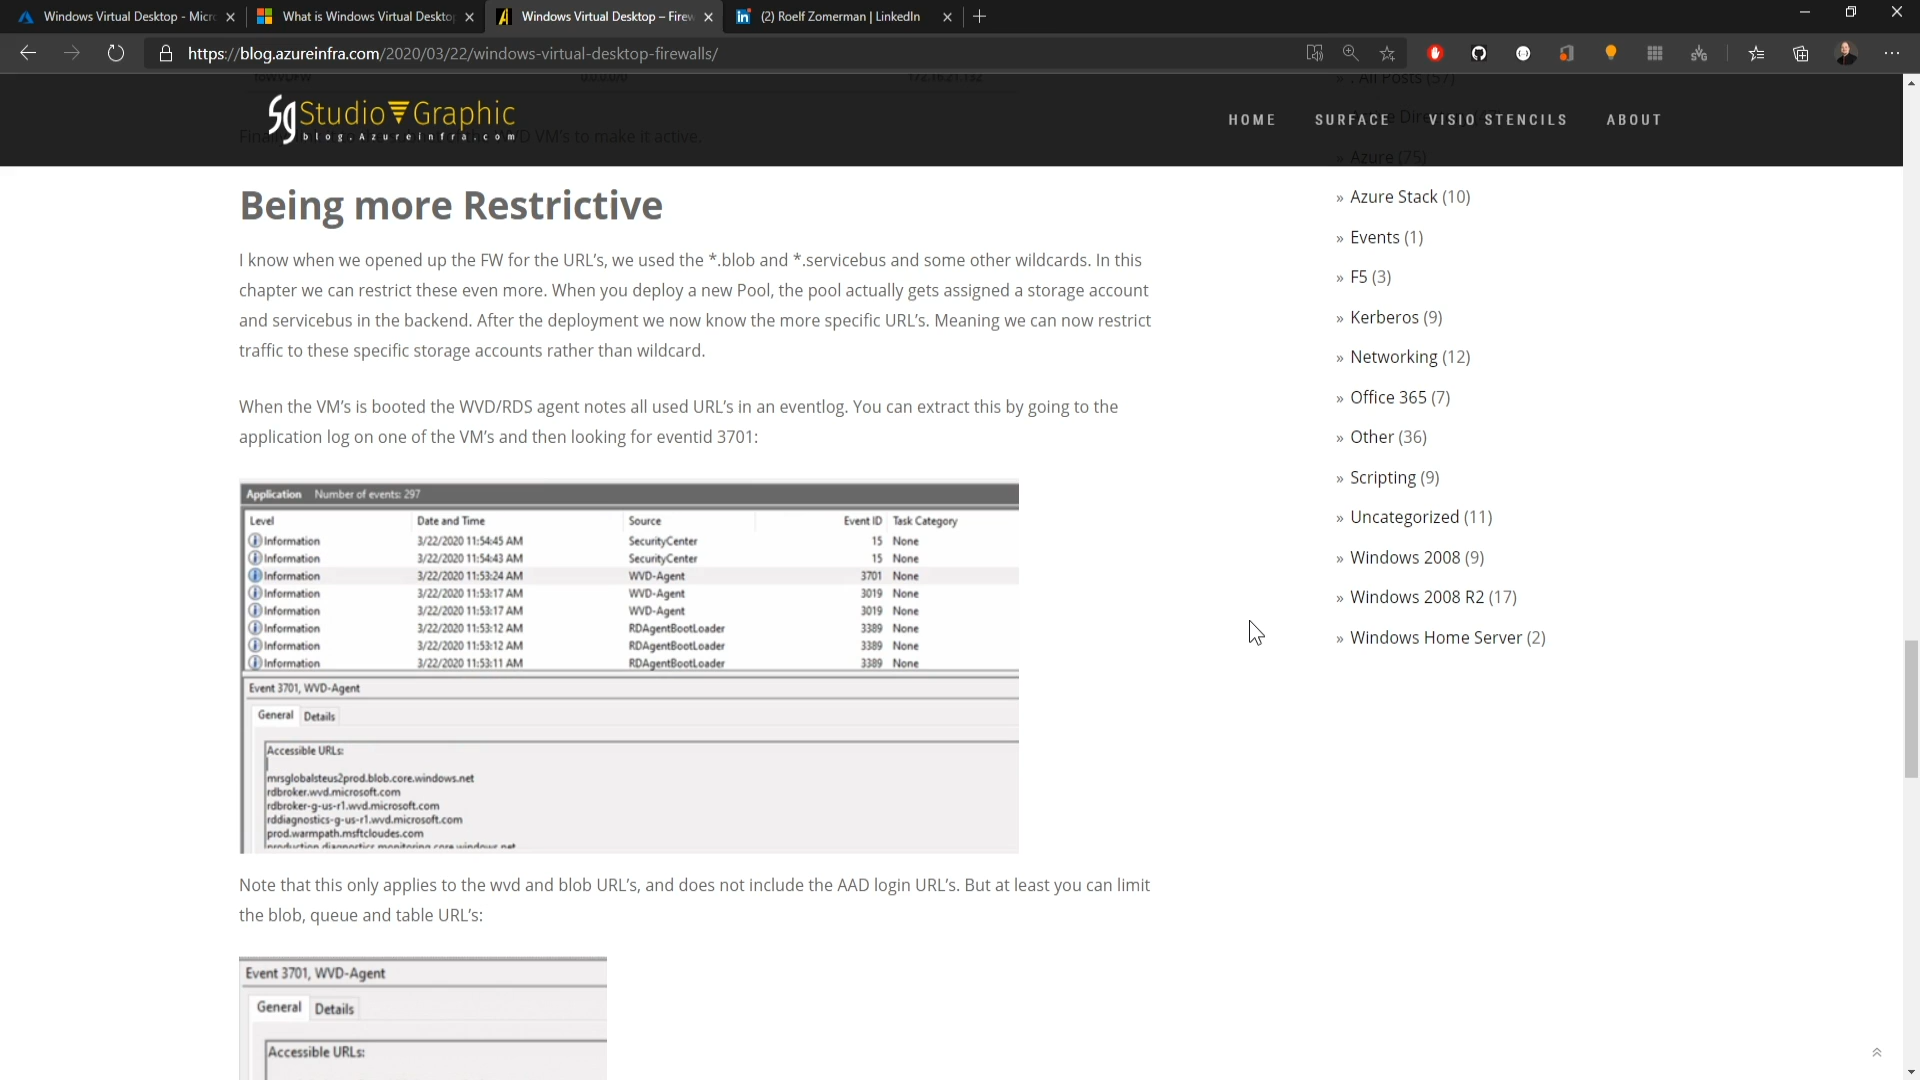 Windows Virtual Desktop - Micr
What is Windows Virtual Deskto
Windows Virtual Desktop – Firew
(2) Roelf Zomerman | LinkedIn
https://blog.azureinfra.com/2020/03/22/windows-virtual-desktop-firewalls/
Sg Studio Graphic
blog.Azureinfra.com
HOME SURFACE VISIO STENCILS ABOUT
VM's to make it active.
Being more Restrictive
I know when we opened up the FW for the URL's, we used the *.blob and *.servicebus and some other wildcards. In this
chapter we can restrict these even more. When you deploy a new Pool, the pool actually gets assigned a storage account
and servicebus in the backend. After the deployment we now know the more specific URL's. Meaning we can now restrict
traffic to these specific storage accounts rather than wildcard.
When the VM's is booted the WVD/RDS agent notes all used URL's in an eventlog. You can extract this by going to the
application log on one of the VM's and then looking for eventid 3701:
Application Number of events: 297
Level Date and Time Source Event ID Task Category
Information 3/22/2020 11:54:45 AM SecurityCenter 15 None
Information 3/22/2020 11:54:43 AM SecurityCenter 15 None
Information 3/22/2020 11:53:24 AM WVD-Agent 3701 None
Information 3/22/2020 11:53:17 AM WVD-Agent 3019 None
Information 3/22/2020 11:53:17 AM WVD-Agent 3019 None
Information 3/22/2020 11:53:12 AM RDAgentBootLoader 3389 None
Information 3/22/2020 11:53:12 AM RDAgentBootLoader 3389 None
Information 3/22/2020 11:53:11 AM RDAgentBootLoader 3389 None
Event 3701, WVD-Agent
General Details
Accessible URLs:
mrsglobalsteus2prod.blob.core.windows.net
rdbroker.wvd.microsoft.com
rdbroker-g-us-r1.wvd.microsoft.com
rddiagnostics-g-us-r1.wvd.microsoft.com
prod.warmpath.msftcloudes.com
production.diagnostics.monitoring.core.windows.net
Note that this only applies to the wvd and blob URL's, and does not include the AAD login URL's. But at least you can limit
the blob, queue and table URL's:
Event 3701, WVD-Agent
General Details
Accessible URLs:
» . All Posts (57)
» Azure (75)
» Azure Stack (10)
» Events (1)
» F5 (3)
» Kerberos (9)
» Networking (12)
» Office 365 (7)
» Other (36)
» Scripting (9)
» Uncategorized (11)
» Windows 2008 (9)
» Windows 2008 R2 (17)
» Windows Home Server (2)